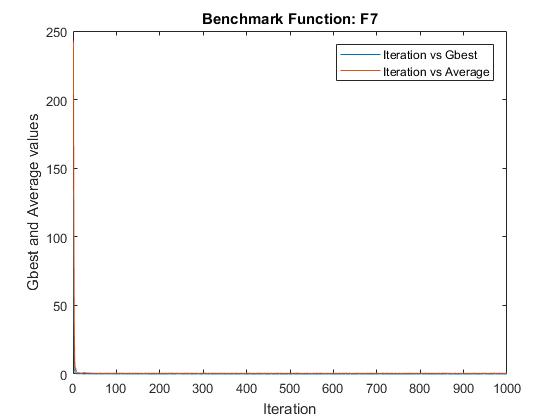 Benchmark Function: F7
250
200
150
100
50
0
Gbest and Average values
Iteration vs Gbest
Iteration vs Average
0 100 200 300 400 500 600 700 800 900 1000
Iteration